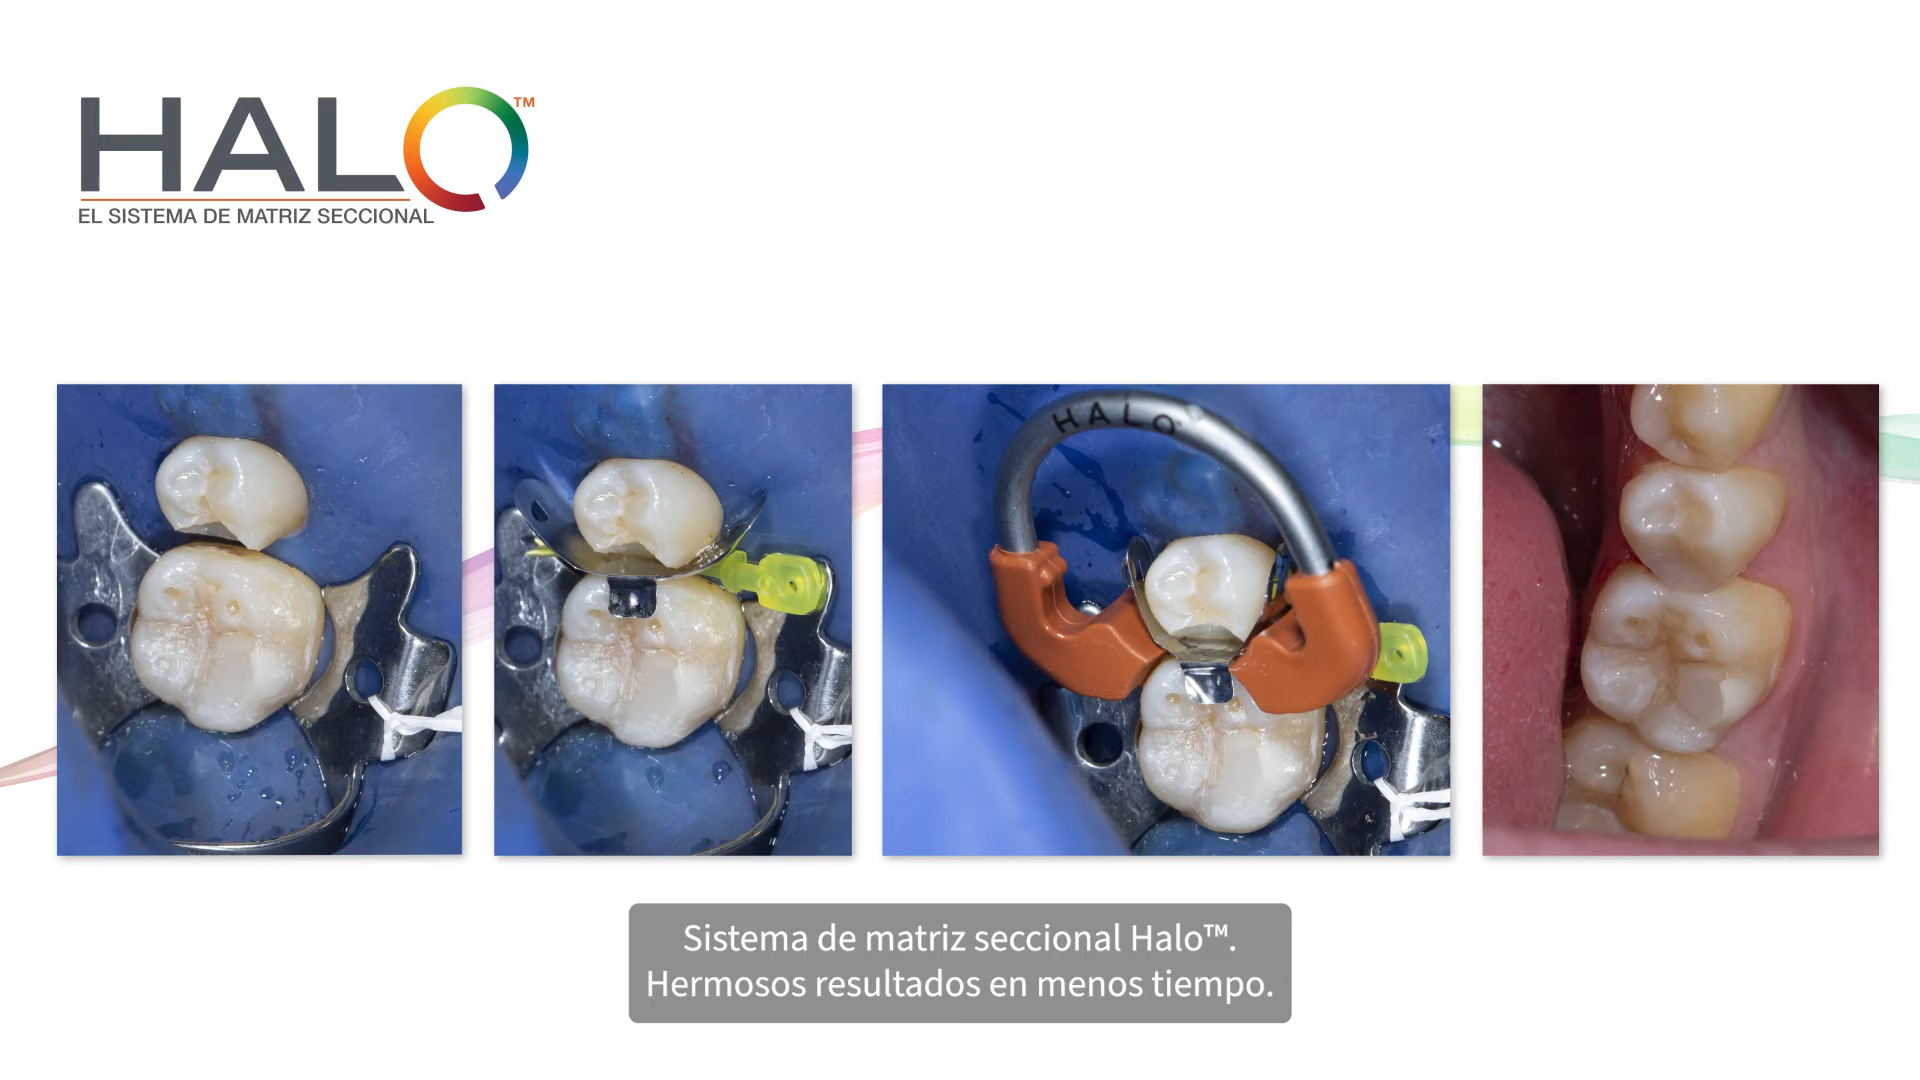 HALO™
EL SISTEMA DE MATRIZ SECCIONAL
HALO
Sistema de matriz seccional Halo™.
Hermosos resultados en menos tiempo.